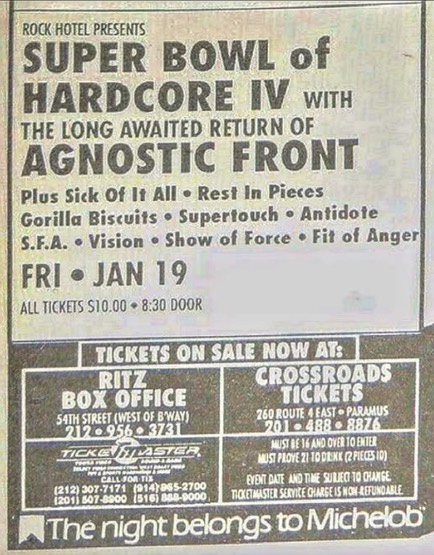 ROCK HOTEL PRESENTS
SUPER BOWL of
HARDCORE IV WITH
THE LONG AWAITED RETURN OF
AGNOSTIC FRONT
Plus Sick Of It All • Rest In Pieces
Gorilla Biscuits • Supertouch • Antidote
S.F.A. • Vision • Show of Force • Fit of Anger
FRI • JAN 19
ALL TICKETS $10.00 • 8:30 DOOR
TICKETS ON SALE NOW AT:
RITZ
BOX OFFICE
54TH STREET (WEST OF B'WAY)
212 • 956 • 3731
TICKETMASTER
CALL-FOR-TIX
(212) 307-7171 (914) 965-2700
(201) 507-8900 (516) 888-9000
CROSSROADS
TICKETS
260 ROUTE 4 EAST • PARAMUS
201 • 488 • 8876
MUST BE 16 AND OVER TO ENTER
MUST PROVE 21 TO DRINK (2 PIECES ID)
EVENT DATE AND TIME SUBJECT TO CHANGE.
TICKETMASTER SERVICE CHARGE IS NON-REFUNDABLE.
The night belongs to Michelob